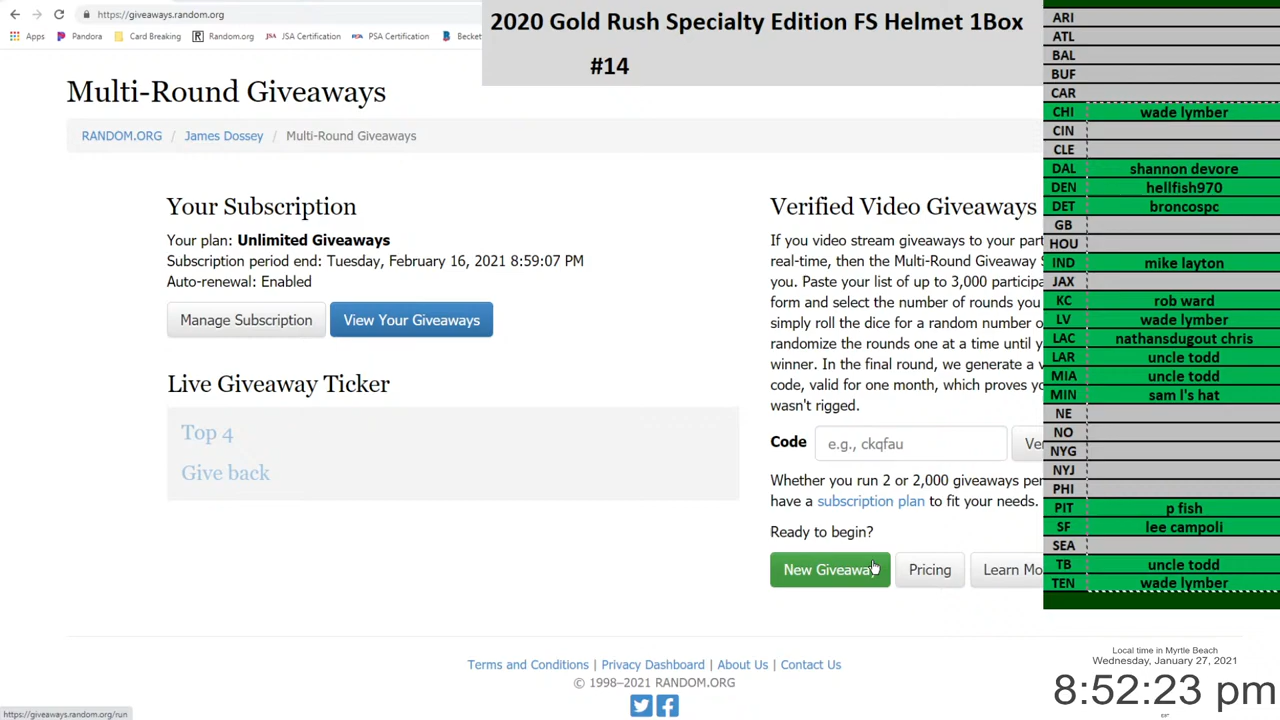 https://giveaways.random.org
Apps
Pandora
Card Breaking
Random.org
JSA Certification
PSA Certification
Becket
2020 Gold Rush Specialty Edition FS Helmet 1Box
#14
Multi-Round Giveaways
RANDOM.ORG / James Dossey / Multi-Round Giveaways
Your Subscription
Your plan: Unlimited Giveaways
Subscription period end: Tuesday, February 16, 2021 8:59:07 PM
Auto-renewal: Enabled
Manage Subscription
View Your Giveaways
Live Giveaway Ticker
Top 4
Give back
Verified Video Giveaways
If you video stream giveaways to your part
real-time, then the Multi-Round Giveaway S
you. Paste your list of up to 3,000 participa
form and select the number of rounds you
simply roll the dice for a random number o
randomize the rounds one at a time until y
winner. In the final round, we generate a v
code, valid for one month, which proves yo
wasn't rigged.
Code
e.g., ckqfau
Ve
Whether you run 2 or 2,000 giveaways per
have a subscription plan to fit your needs.
Ready to begin?
New Giveaway
Pricing
Learn Mo
Terms and Conditions | Privacy Dashboard | About Us | Contact Us
© 1998–2021 RANDOM.ORG
https://giveaways.random.org/run
ARI
ATL
BAL
BUF
CAR
CHI wade lymber
CIN
CLE
DAL shannon devore
DEN hellfish970
DET broncospc
GB
HOU
IND mike layton
JAX
KC rob ward
LV wade lymber
LAC nathansdugout chris
LAR uncle todd
MIA uncle todd
MIN sam l's hat
NE
NO
NYG
NYJ
PHI
PIT p fish
SF lee campoli
SEA
TB uncle todd
TEN wade lymber
Local time in Myrtle Beach
Wednesday, January 27, 2021
8:52:23 pm